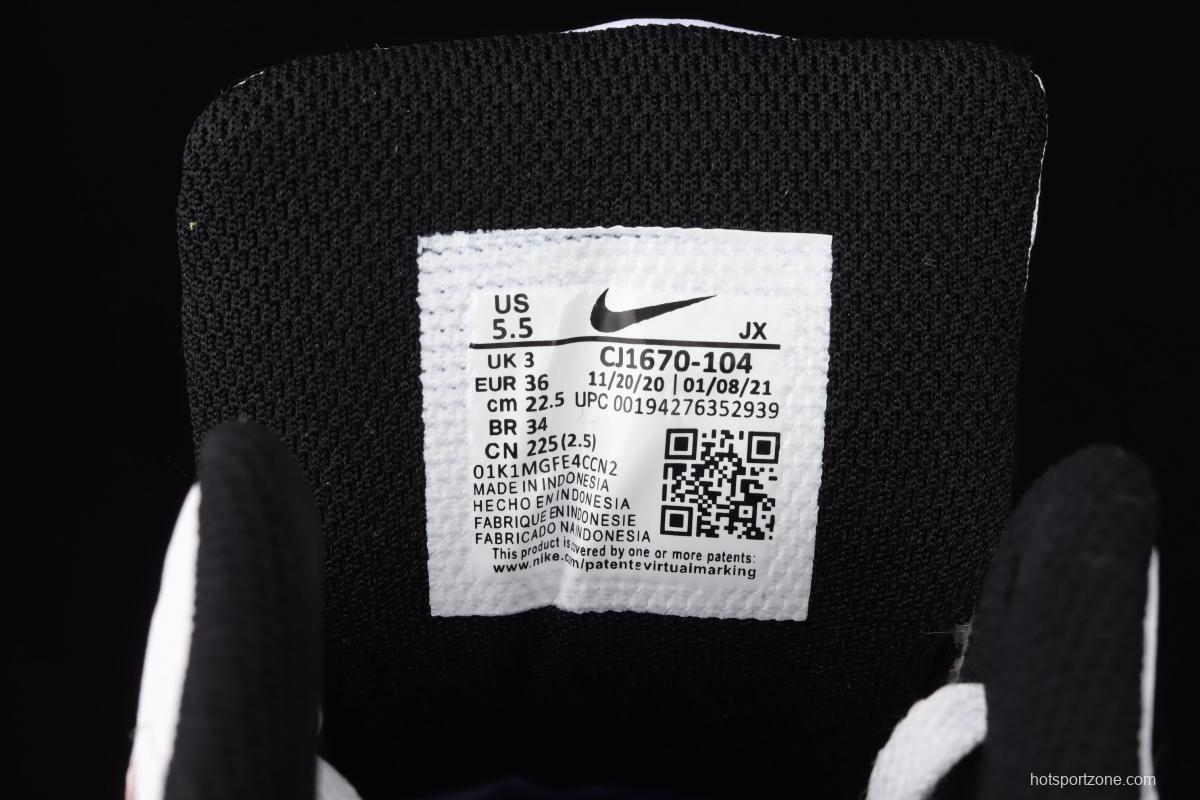 US
5.5
JX
UK 3
EUR 36
cm 22.5
BR 34
CN 225(2.5)
CJ1670-104
11/20/20 | 01/08/21
UPC 00194276352939
01K1MGFE4CCN2
MADE IN INDONESIA
HECHO EN INDONESIA
FABRIQUE EN INDONESIE
FABRICADO NA INDONESIA
This product is covered by one or more patents:
www.nike.com/patentsvirtualmarking
hotsportzone.com